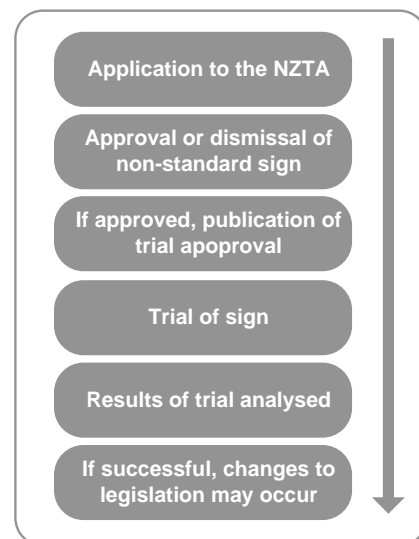 Application to the NZTA
Approval or dismissal of
non-standard sign
If approved, publication of
trial apoproval
Trial of sign
Results of trial analysed
If successful, changes to
legislation may occur